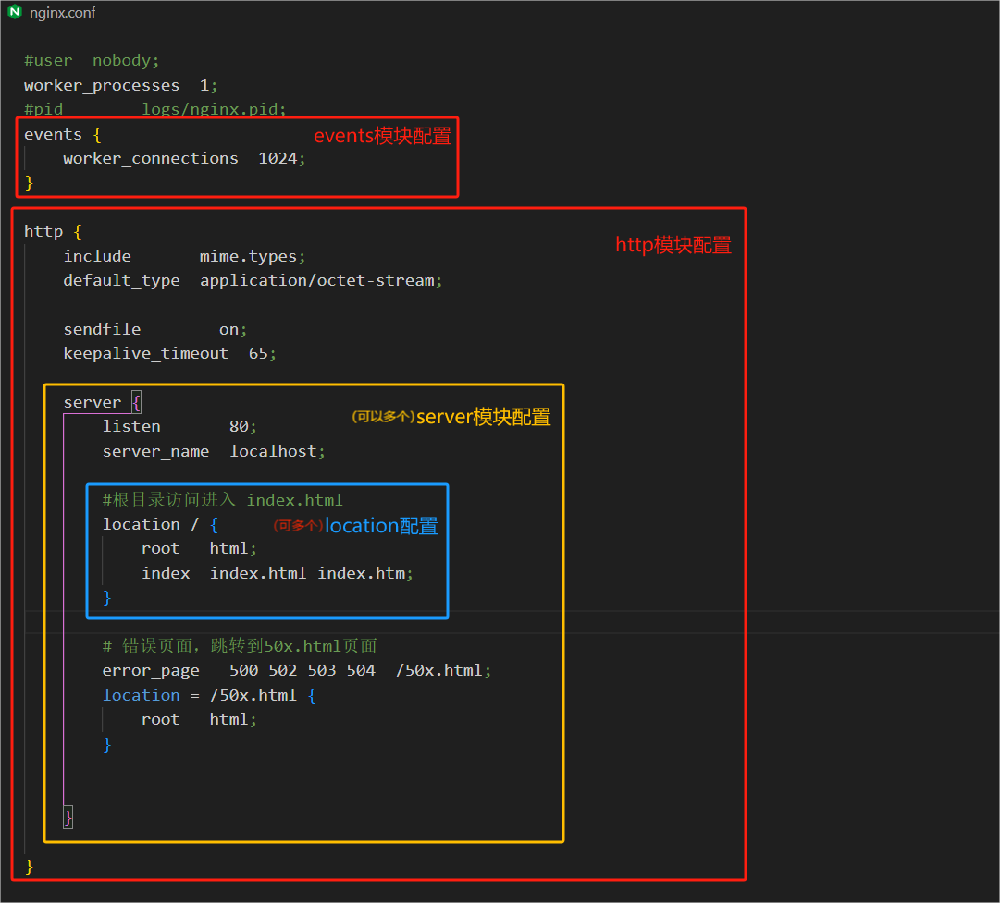 nginx.conf
#user  nobody;
worker_processes  1;
#pid        logs/nginx.pid;
events {
events模块配置
    worker_connections  1024;
}
http {
http模块配置
    include       mime.types;
    default_type  application/octet-stream;
    sendfile        on;
    keepalive_timeout  65;
    server {
(可以多个)server模块配置
        listen       80;
        server_name  localhost;
        #根目录访问进入 index.html
        location / {
(可多个)location配置
            root   html;
            index  index.html index.htm;
        }
        # 错误页面，跳转到50x.html页面
        error_page   500 502 503 504  /50x.html;
        location = /50x.html {
            root   html;
        }
    }
}